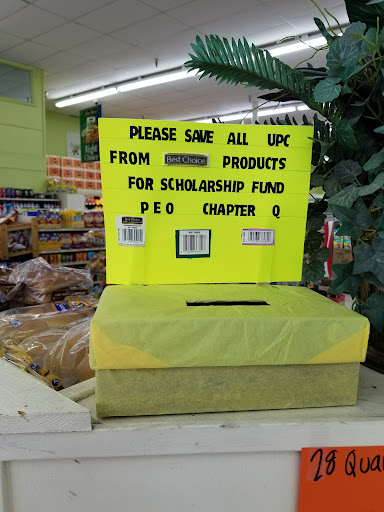 PLEASE SAVE ALL UPC
FROM Best Choice PRODUCTS
FOR SCHOLARSHIP FUND
P E O CHAPTER Q
28 Qua